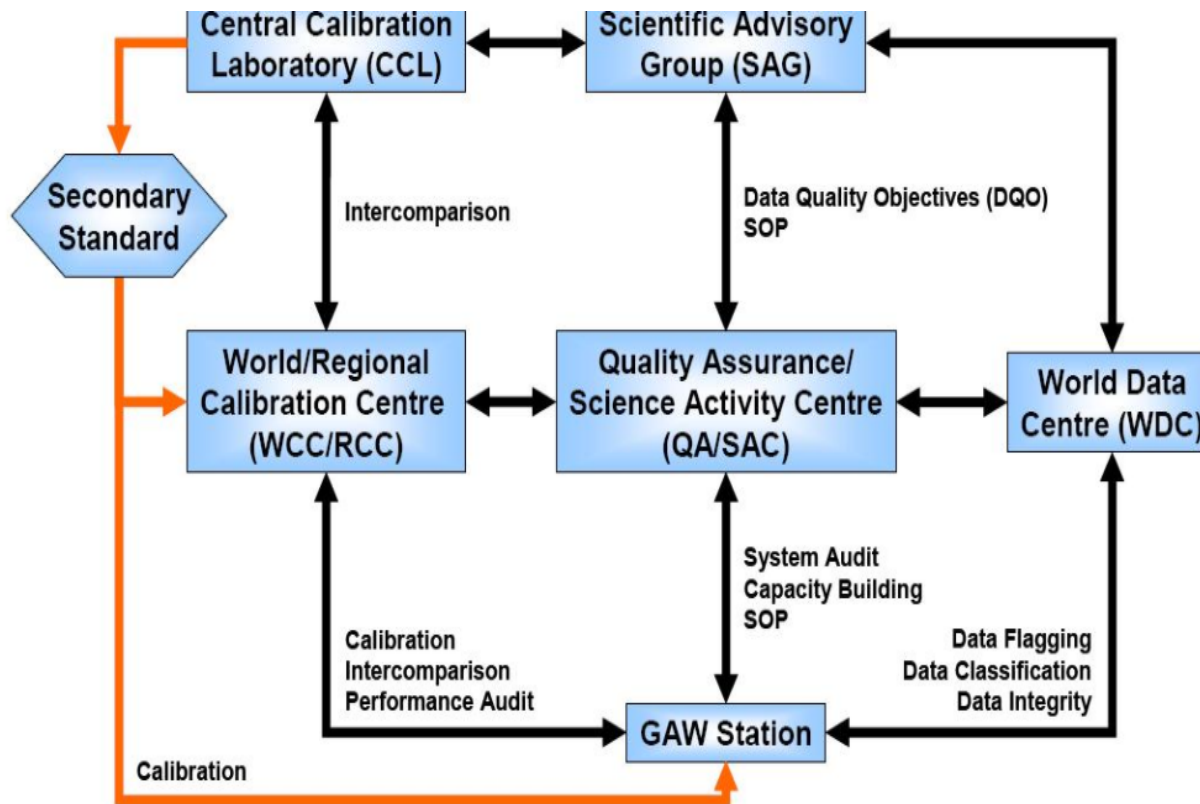 Central Calibration
Laboratory (CCL)
Scientific Advisory
Group (SAG)
Secondary
Standard
Intercomparison
Data Quality Objectives (DQO)
SOP
World/Regional
Calibration Centre
(WCC/RCC)
Quality Assurance/
Science Activity Centre
(QA/SAC)
World Data
Centre (WDC)
System Audit
Capacity Building
SOP
Calibration
Intercomparison
Performance Audit
Data Flagging
Data Classification
Data Integrity
GAW Station
Calibration